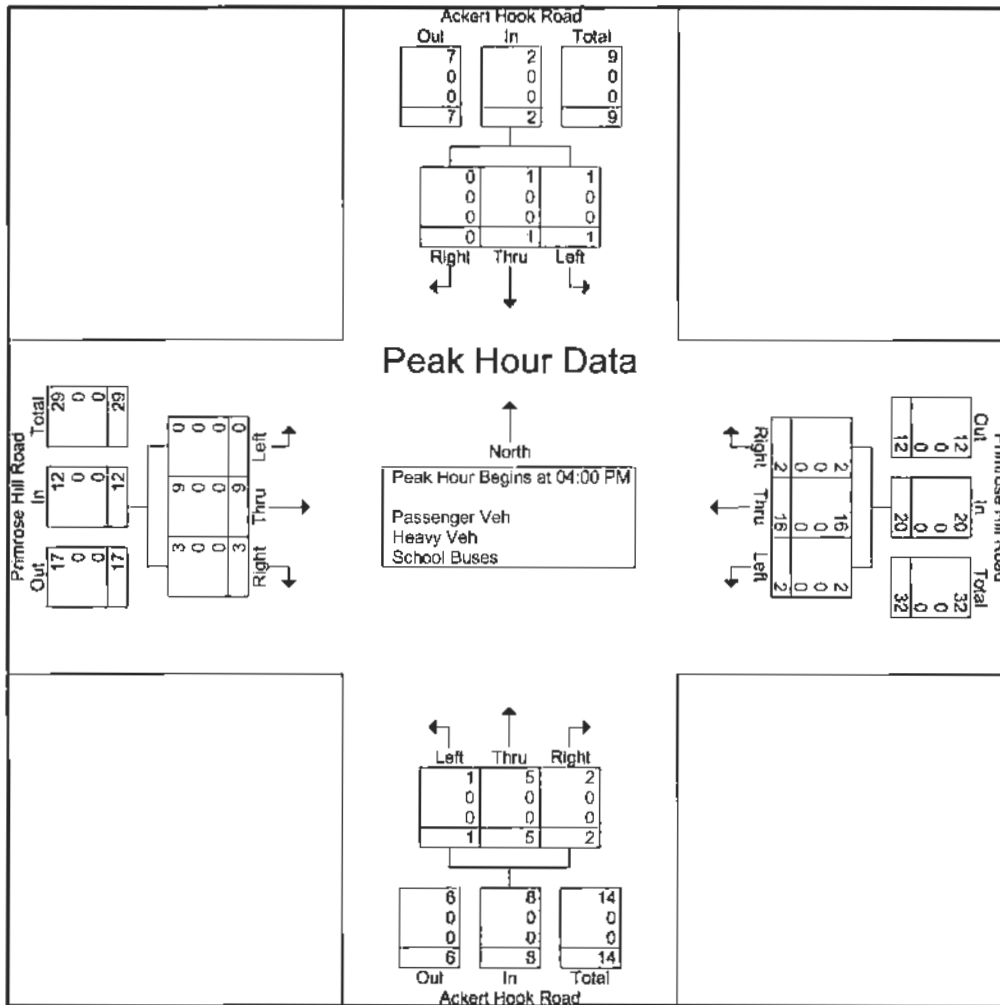 Ackert Hook Road
Out In Total
7 2 9
0 0 0
0 0 0
7 2 9
0 1 1
0 0 0
0 0 0
0 1 1
Right Thru Left
Peak Hour Data
North
Peak Hour Begins at 04:00 PM
Passenger Veh
Heavy Veh
School Buses
Primrose Hill Road
Out In Total
17 12 29
0 0 0
0 0 0
17 12 29
Right Thru Left
3 9 0
0 0 0
0 0 0
3 9 0
Primrose Hill Road
Out In Total
12 20 32
0 0 0
0 0 0
12 20 32
Right Thru Left
2 16 2
0 0 0
0 0 0
2 16 2
Left Thru Right
1 5 2
0 0 0
0 0 0
1 5 2
6 8 14
0 0 0
0 0 0
6 8 14
Out In Total
Ackert Hook Road